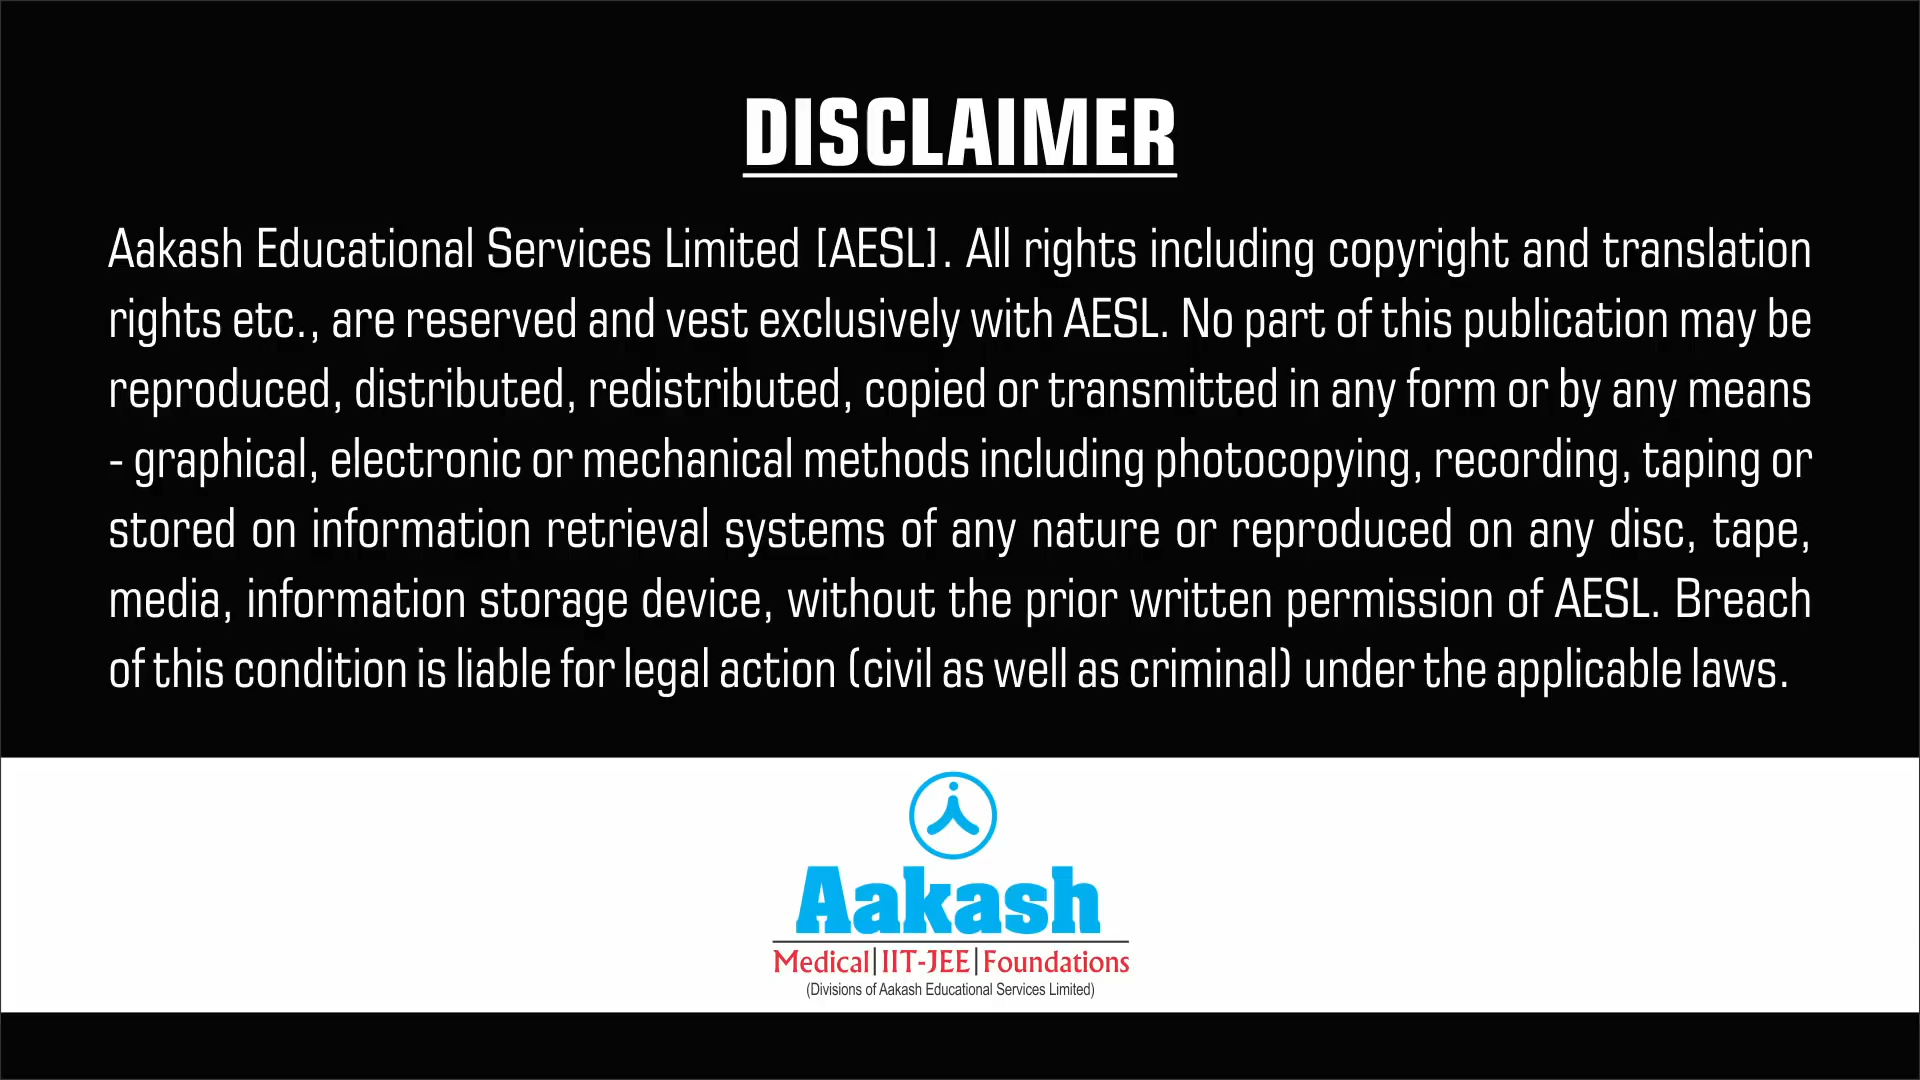 DISCLAIMER
Aakash Educational Services Limited [AESL]. All rights including copyright and translation
rights etc., are reserved and vest exclusively with AESL. No part of this publication may be
reproduced, distributed, redistributed, copied or transmitted in any form or by any means
- graphical, electronic or mechanical methods including photocopying, recording, taping or
stored on information retrieval systems of any nature or reproduced on any disc, tape,
media, information storage device, without the prior written permission of AESL. Breach
of this condition is liable for legal action (civil as well as criminal) under the applicable laws.
Aakash
Medical|IIT-JEE|Foundations
(Divisions of Aakash Educational Services Limited)